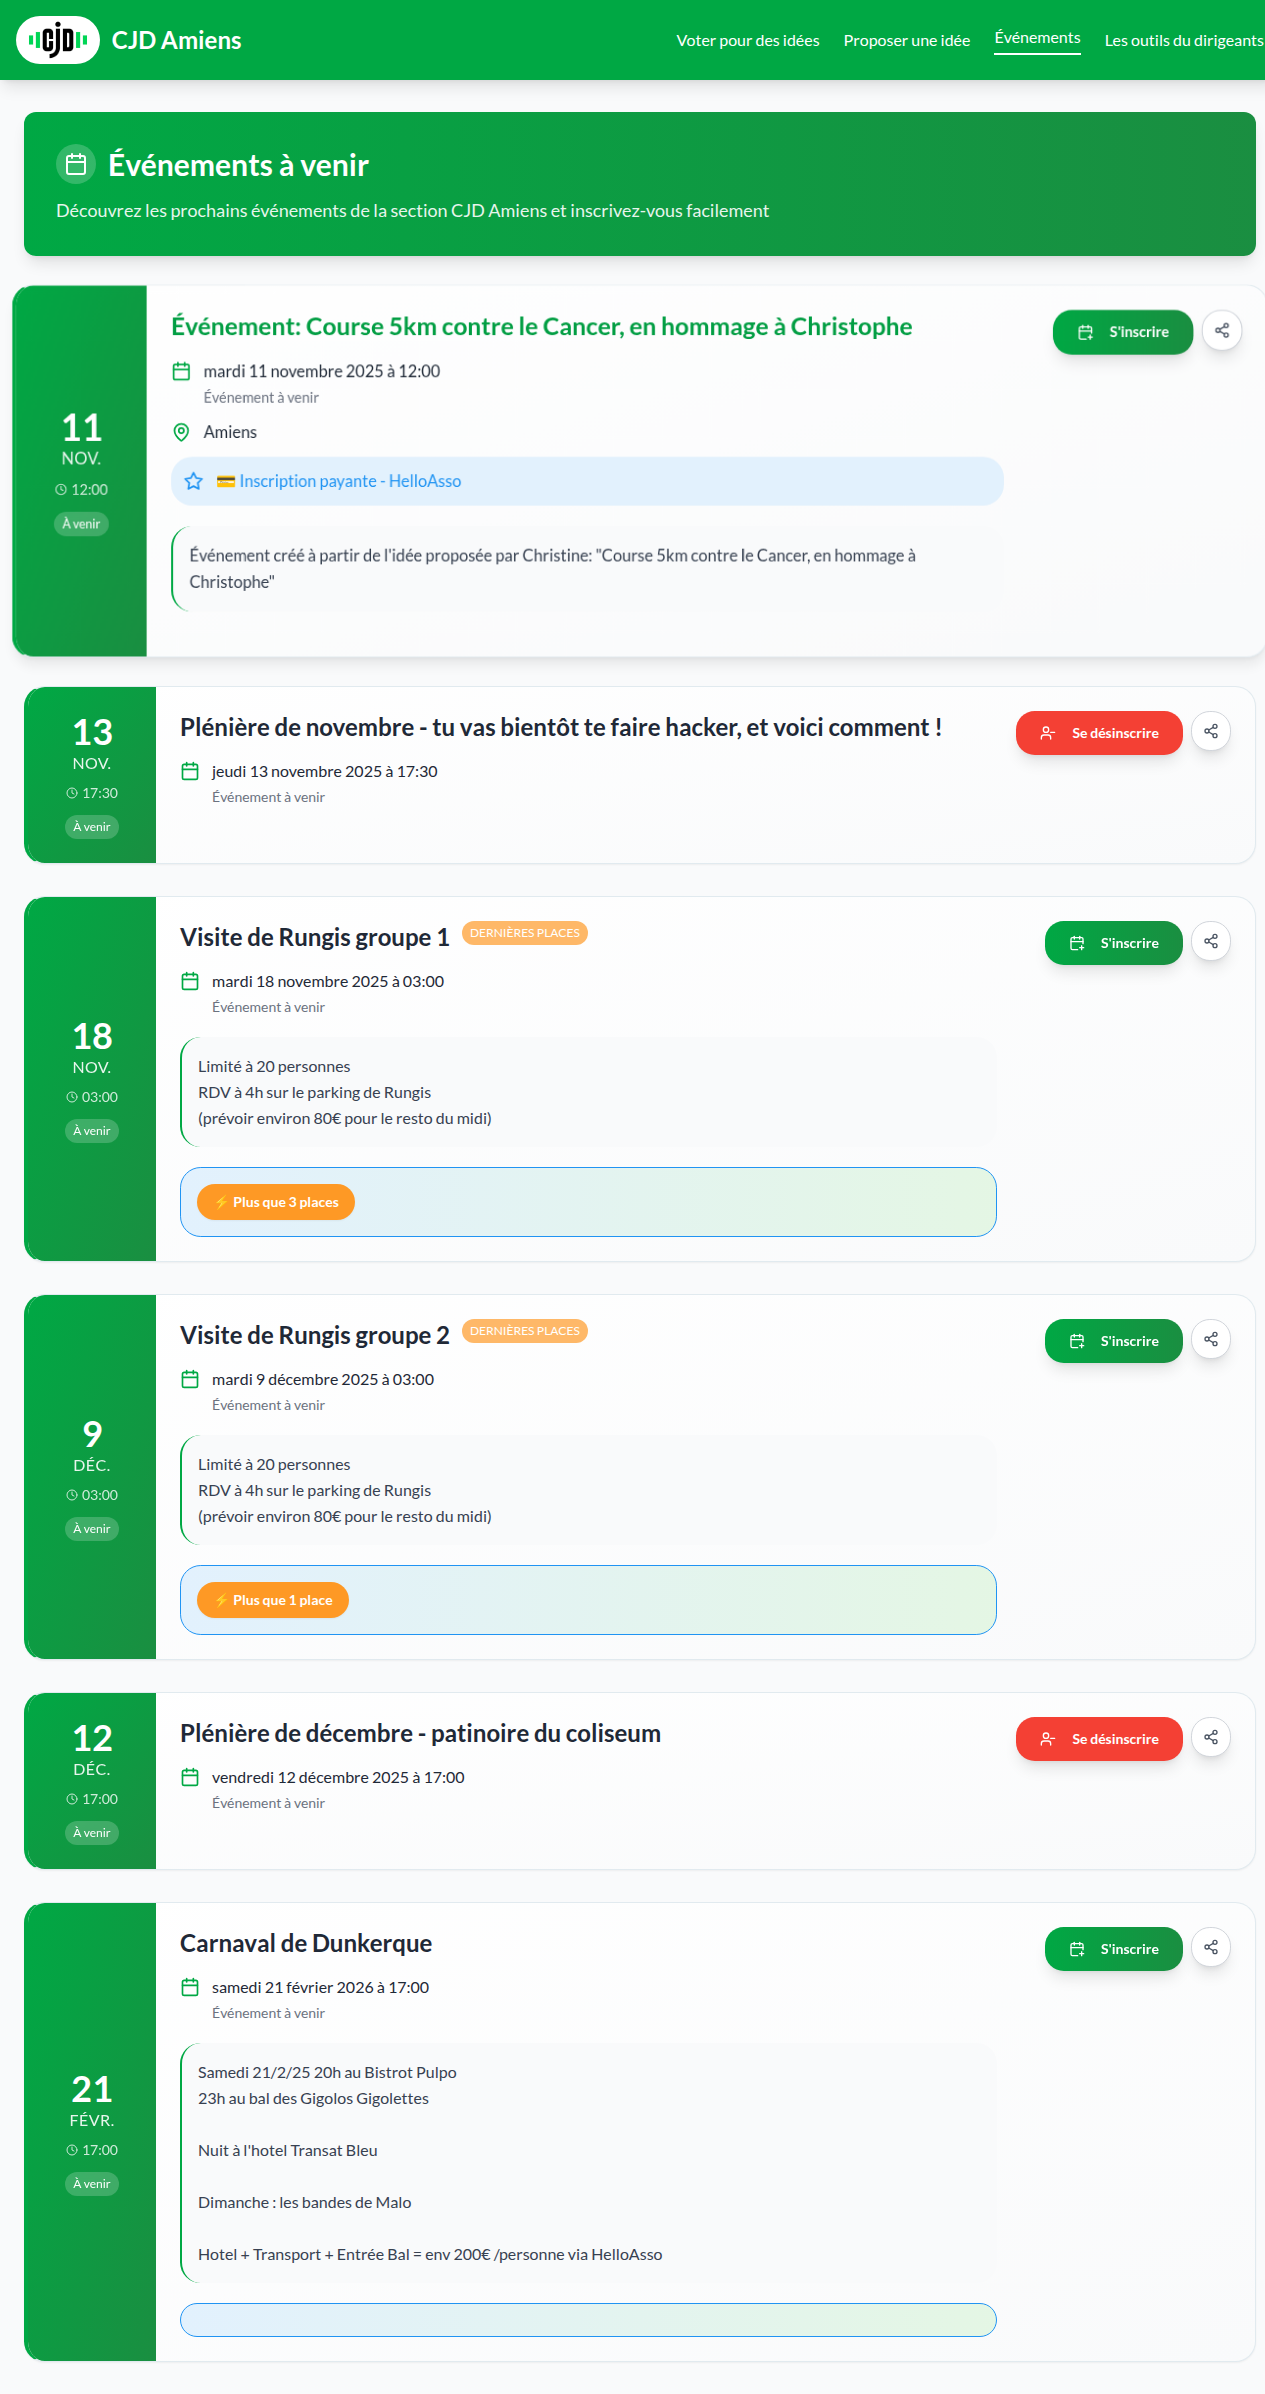 cjd
CJD Amiens
Voter pour des idées
Proposer une idée
Événements
Les outils du dirigeants
Événements à venir
Découvrez les prochains événements de la section CJD Amiens et inscrivez-vous facilement
11
NOV.
12:00
À venir
Événement: Course 5km contre le Cancer, en hommage à Christophe
S'inscrire
mardi 11 novembre 2025 à 12:00
Événement à venir
Amiens
💳 Inscription payante - HelloAsso
Événement créé à partir de l'idée proposée par Christine: "Course 5km contre le Cancer, en hommage à
Christophe"
13
NOV.
17:30
À venir
Plénière de novembre - tu vas bientôt te faire hacker, et voici comment !
Se désinscrire
jeudi 13 novembre 2025 à 17:30
Événement à venir
18
NOV.
03:00
À venir
Visite de Rungis groupe 1
DERNIÈRES PLACES
S'inscrire
mardi 18 novembre 2025 à 03:00
Événement à venir
Limité à 20 personnes
RDV à 4h sur le parking de Rungis
(prévoir environ 80€ pour le resto du midi)
⚡ Plus que 3 places
9
DÉC.
03:00
À venir
Visite de Rungis groupe 2
DERNIÈRES PLACES
S'inscrire
mardi 9 décembre 2025 à 03:00
Événement à venir
Limité à 20 personnes
RDV à 4h sur le parking de Rungis
(prévoir environ 80€ pour le resto du midi)
⚡ Plus que 1 place
12
DÉC.
17:00
À venir
Plénière de décembre - patinoire du coliseum
Se désinscrire
vendredi 12 décembre 2025 à 17:00
Événement à venir
21
FÉVR.
17:00
À venir
Carnaval de Dunkerque
S'inscrire
samedi 21 février 2026 à 17:00
Événement à venir
Samedi 21/2/25 20h au Bistrot Pulpo
23h au bal des Gigolos Gigolettes
Nuit à l'hotel Transat Bleu
Dimanche : les bandes de Malo
Hotel + Transport + Entrée Bal = env 200€ /personne via HelloAsso